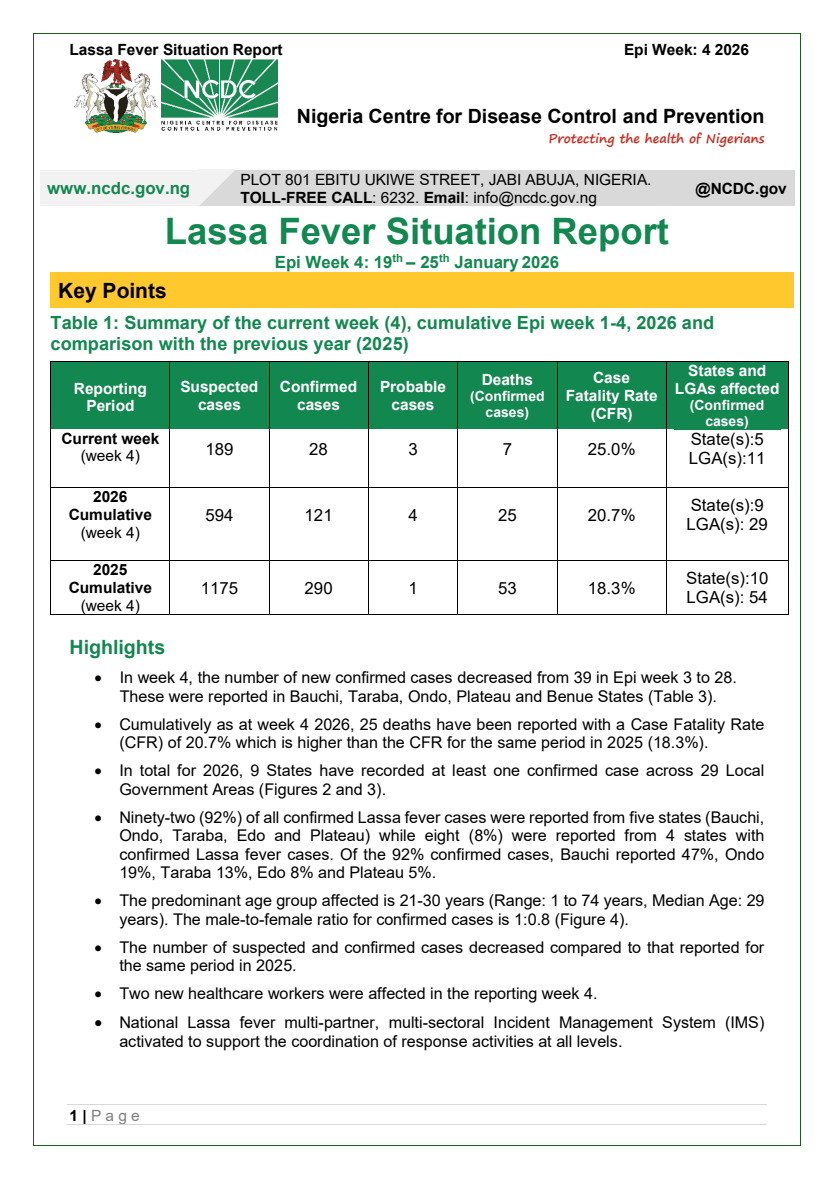 Lassa Fever Situation Report Epi Week: 4 2026
NCDC
NIGERIA CENTRE FOR DISEASE
CONTROL AND PREVENTION
Nigeria Centre for Disease Control and Prevention
Protecting the health of Nigerians
www.ncdc.gov.ng
PLOT 801 EBITU UKIWE STREET, JABI ABUJA, NIGERIA.
TOLL-FREE CALL: 6232. Email: info@ncdc.gov.ng
@NCDC.gov
Lassa Fever Situation Report
Epi Week 4: 19th – 25th January 2026
Key Points
Table 1: Summary of the current week (4), cumulative Epi week 1-4, 2026 and
comparison with the previous year (2025)
Reporting
Period
Suspected
cases
Confirmed
cases
Probable
cases
Deaths
(Confirmed
cases)
Case
Fatality Rate
(CFR)
States and
LGAs affected
(Confirmed
cases)
Current week
(week 4)
189
28
3
7
25.0%
State(s):5
LGA(s):11
2026
Cumulative
(week 4)
594
121
4
25
20.7%
State(s):9
LGA(s): 29
2025
Cumulative
(week 4)
1175
290
1
53
18.3%
State(s):10
LGA(s): 54
Highlights
• In week 4, the number of new confirmed cases decreased from 39 in Epi week 3 to 28.
These were reported in Bauchi, Taraba, Ondo, Plateau and Benue States (Table 3).
• Cumulatively as at week 4 2026, 25 deaths have been reported with a Case Fatality Rate
(CFR) of 20.7% which is higher than the CFR for the same period in 2025 (18.3%).
• In total for 2026, 9 States have recorded at least one confirmed case across 29 Local
Government Areas (Figures 2 and 3).
• Ninety-two (92%) of all confirmed Lassa fever cases were reported from five states (Bauchi,
Ondo, Taraba, Edo and Plateau) while eight (8%) were reported from 4 states with
confirmed Lassa fever cases. Of the 92% confirmed cases, Bauchi reported 47%, Ondo
19%, Taraba 13%, Edo 8% and Plateau 5%.
• The predominant age group affected is 21-30 years (Range: 1 to 74 years, Median Age: 29
years). The male-to-female ratio for confirmed cases is 1:0.8 (Figure 4).
• The number of suspected and confirmed cases decreased compared to that reported for
the same period in 2025.
• Two new healthcare workers were affected in the reporting week 4.
• National Lassa fever multi-partner, multi-sectoral Incident Management System (IMS)
activated to support the coordination of response activities at all levels.
1 | Page